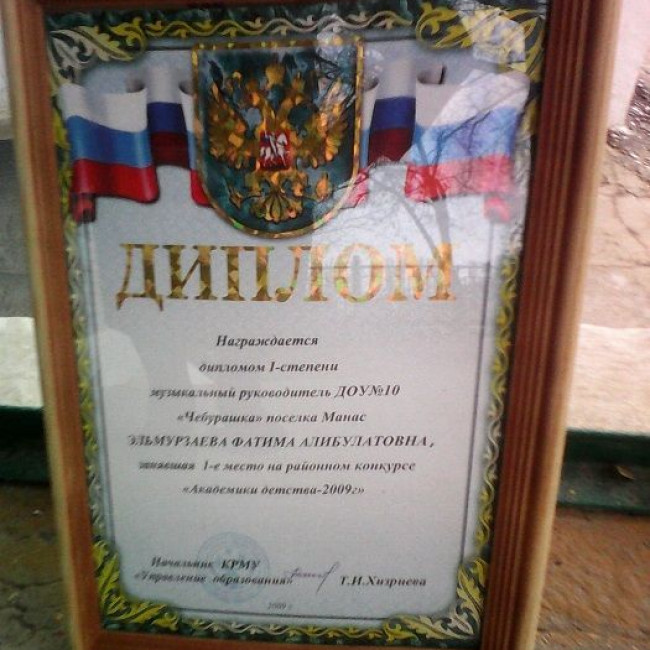 ДИПЛОМ
Награждается
дипломом I-степени
музыкальный руководитель ДОУ№10
«Чебурашка» поселка Манас
ЭЛЬМУРЗАЕВА ФАТИМА АЛИБУЛАТОВНА,
занявшая 1-е место на районном конкурсе
«Академики детства-2009г»
Начальник КРМУ
«Управление образования» Т.И.Хизриева
2009 г